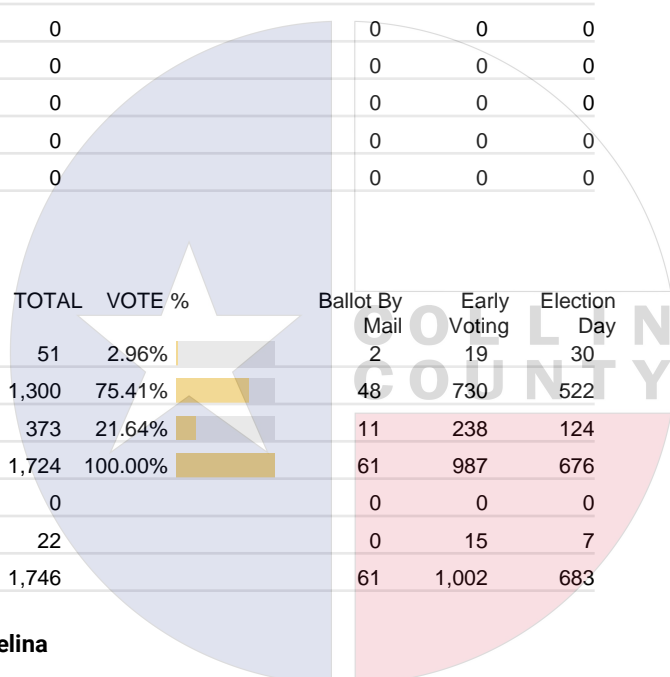 0 0 0 0
0 0 0 0
0 0 0 0
0 0 0 0
0 0 0 0
TOTAL VOTE % Ballot By Mail Early Voting Election Day
51 2.96% 2 19 30
1,300 75.41% 48 730 522
373 21.64% 11 238 124
1,724 100.00% 61 987 676
0 0 0 0
22 0 15 7
1,746 61 1,002 683
elina
COLLIN
COUNTY